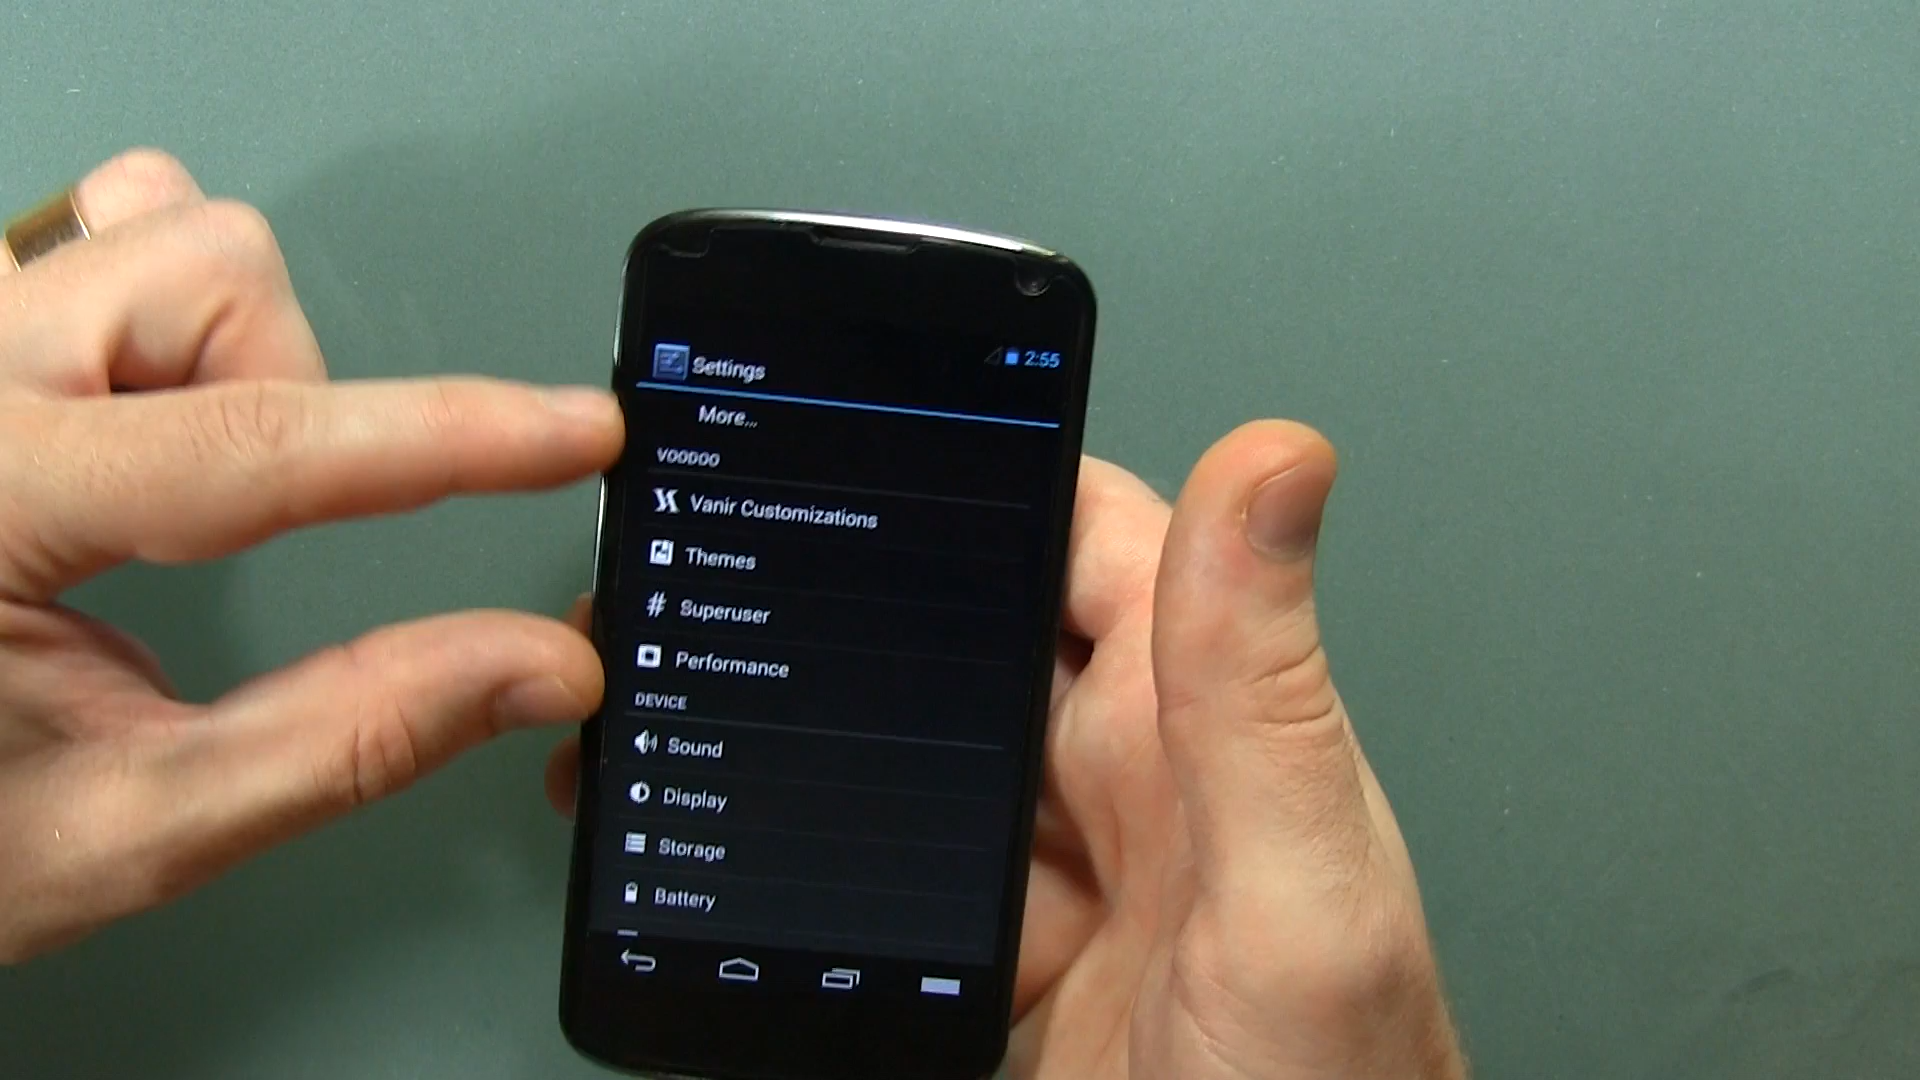 Settings
2:55
More...
VOODOO
Vanir Customizations
Themes
# Superuser
Performance
DEVICE
Sound
Display
Storage
Battery